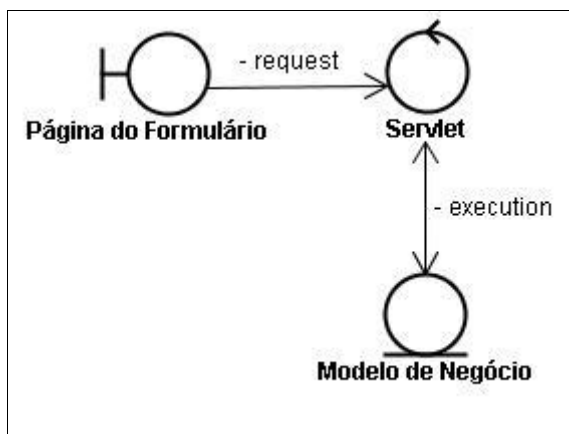 - request
Página do Formulário
Servlet
- execution
Modelo de Negócio